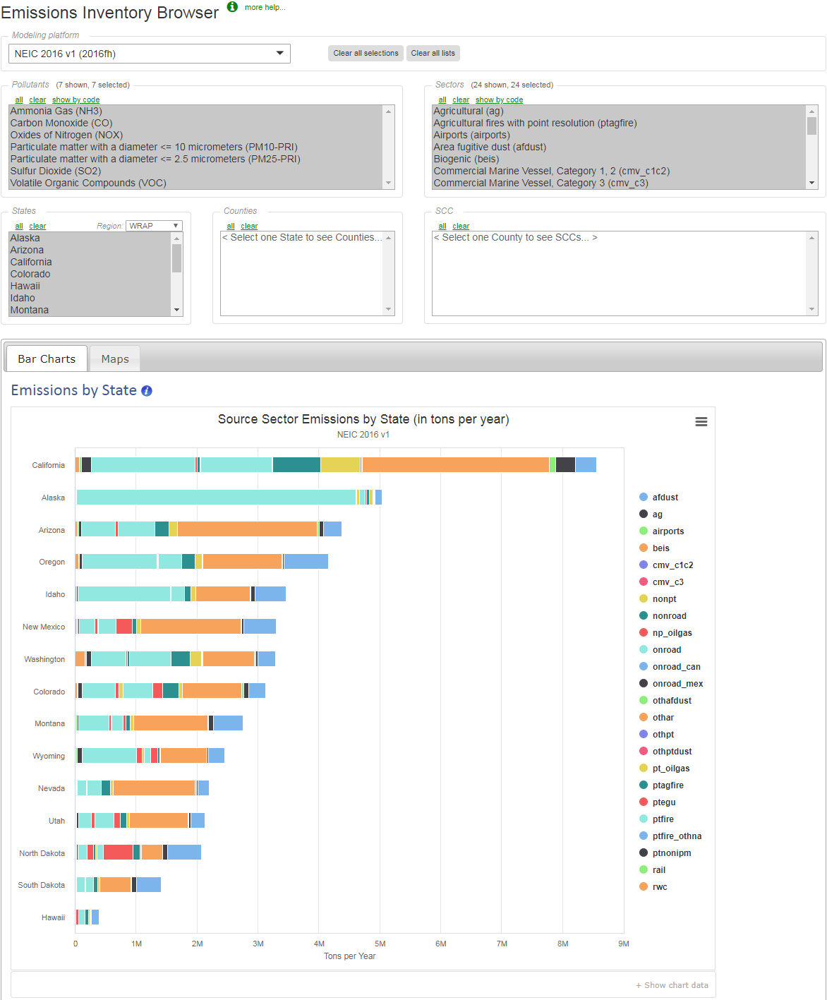 Emissions Inventory Browser more help...
Modeling platform
NEIC 2016 v1 (2016fh)
Clear all selections Clear all lists
Pollutants (7 shown, 7 selected)
all clear show by code
Ammonia Gas (NH3)
Carbon Monoxide (CO)
Oxides of Nitrogen (NOX)
Particulate matter with a diameter <= 10 micrometers (PM10-PRI)
Particulate matter with a diameter <= 2.5 micrometers (PM25-PRI)
Sulfur Dioxide (SO2)
Volatile Organic Compounds (VOC)
Sectors (24 shown, 24 selected)
all clear show by code
Agricultural (ag)
Agricultural fires with point resolution (ptagfire)
Airports (airports)
Area fugitive dust (afdust)
Biogenic (beis)
Commercial Marine Vessel, Category 1, 2 (cmv_c1c2)
Commercial Marine Vessel, Category 3 (cmv_c3)
States
all clear Region: WRAP
Alaska
Arizona
California
Colorado
Hawaii
Idaho
Montana
Counties
all clear
< Select one State to see Counties...
SCC
all clear
< Select one County to see SCCs... >
Bar Charts Maps
Emissions by State
Source Sector Emissions by State (in tons per year)
NEIC 2016 v1
California
Alaska
Arizona
Oregon
Idaho
New Mexico
Washington
Colorado
Montana
Wyoming
Nevada
Utah
North Dakota
South Dakota
Hawaii
0 1M 2M 3M 4M 5M 6M 7M 8M 9M
Tons per Year
afdust
ag
airports
beis
cmv_c1c2
cmv_c3
nonpt
nonroad
np_oilgas
onroad
onroad_can
onroad_mex
othafdust
othar
othpt
othptdust
pt_oilgas
ptagfire
ptegu
ptfire
ptfire_othna
ptnonipm
rail
rwc
+ Show chart data